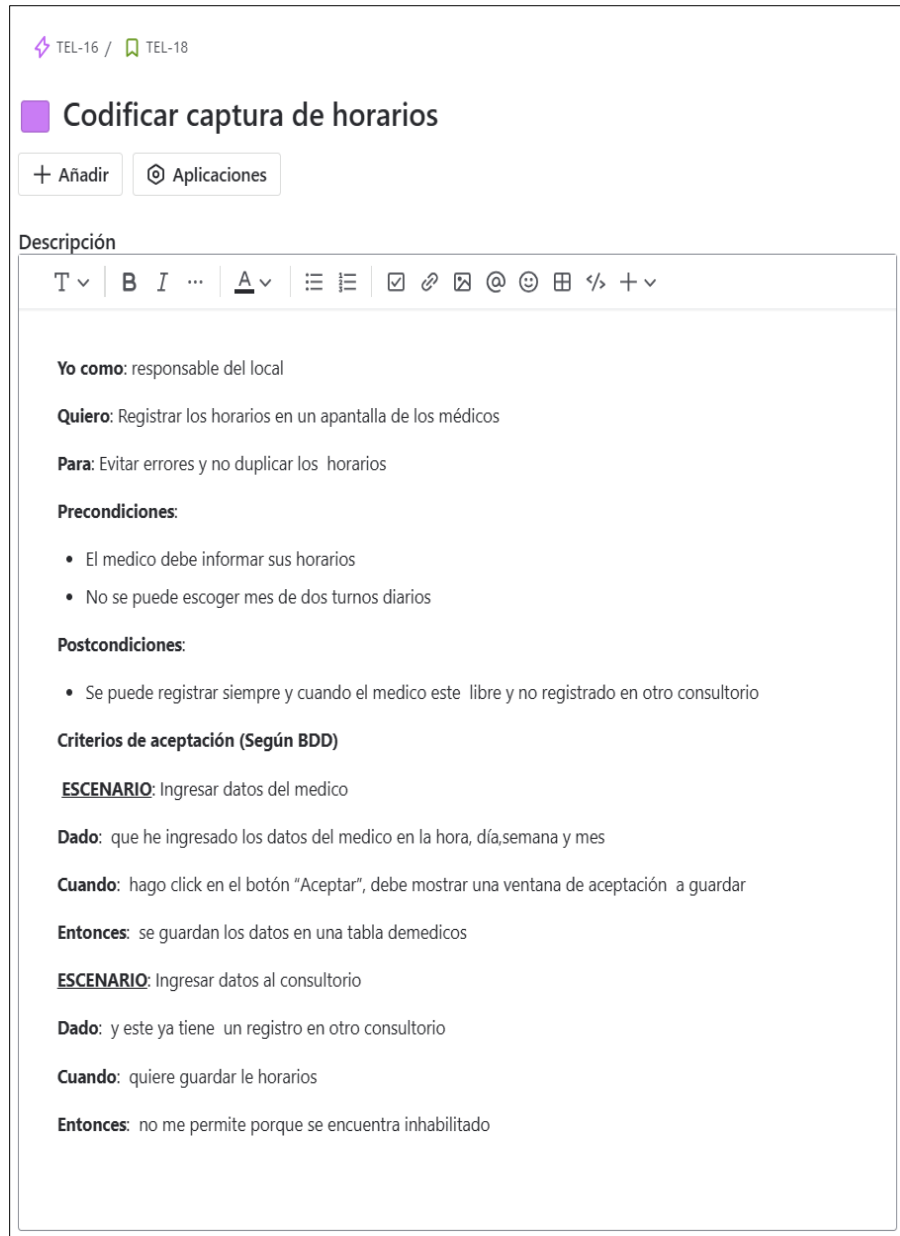 TEL-16 / TEL-18
Codificar captura de horarios
+ Añadir Aplicaciones
Descripción
T B I ... A @ </> +
Yo como: responsable del local
Quiero: Registrar los horarios en un apantalla de los médicos
Para: Evitar errores y no duplicar los horarios
Precondiciones:
• El medico debe informar sus horarios
• No se puede escoger mes de dos turnos diarios
Postcondiciones:
• Se puede registrar siempre y cuando el medico este libre y no registrado en otro consultorio
Criterios de aceptación (Según BDD)
ESCENARIO: Ingresar datos del medico
Dado: que he ingresado los datos del medico en la hora, día,semana y mes
Cuando: hago click en el botón “Aceptar”, debe mostrar una ventana de aceptación a guardar
Entonces: se guardan los datos en una tabla demedicos
ESCENARIO: Ingresar datos al consultorio
Dado: y este ya tiene un registro en otro consultorio
Cuando: quiere guardar le horarios
Entonces: no me permite porque se encuentra inhabilitado